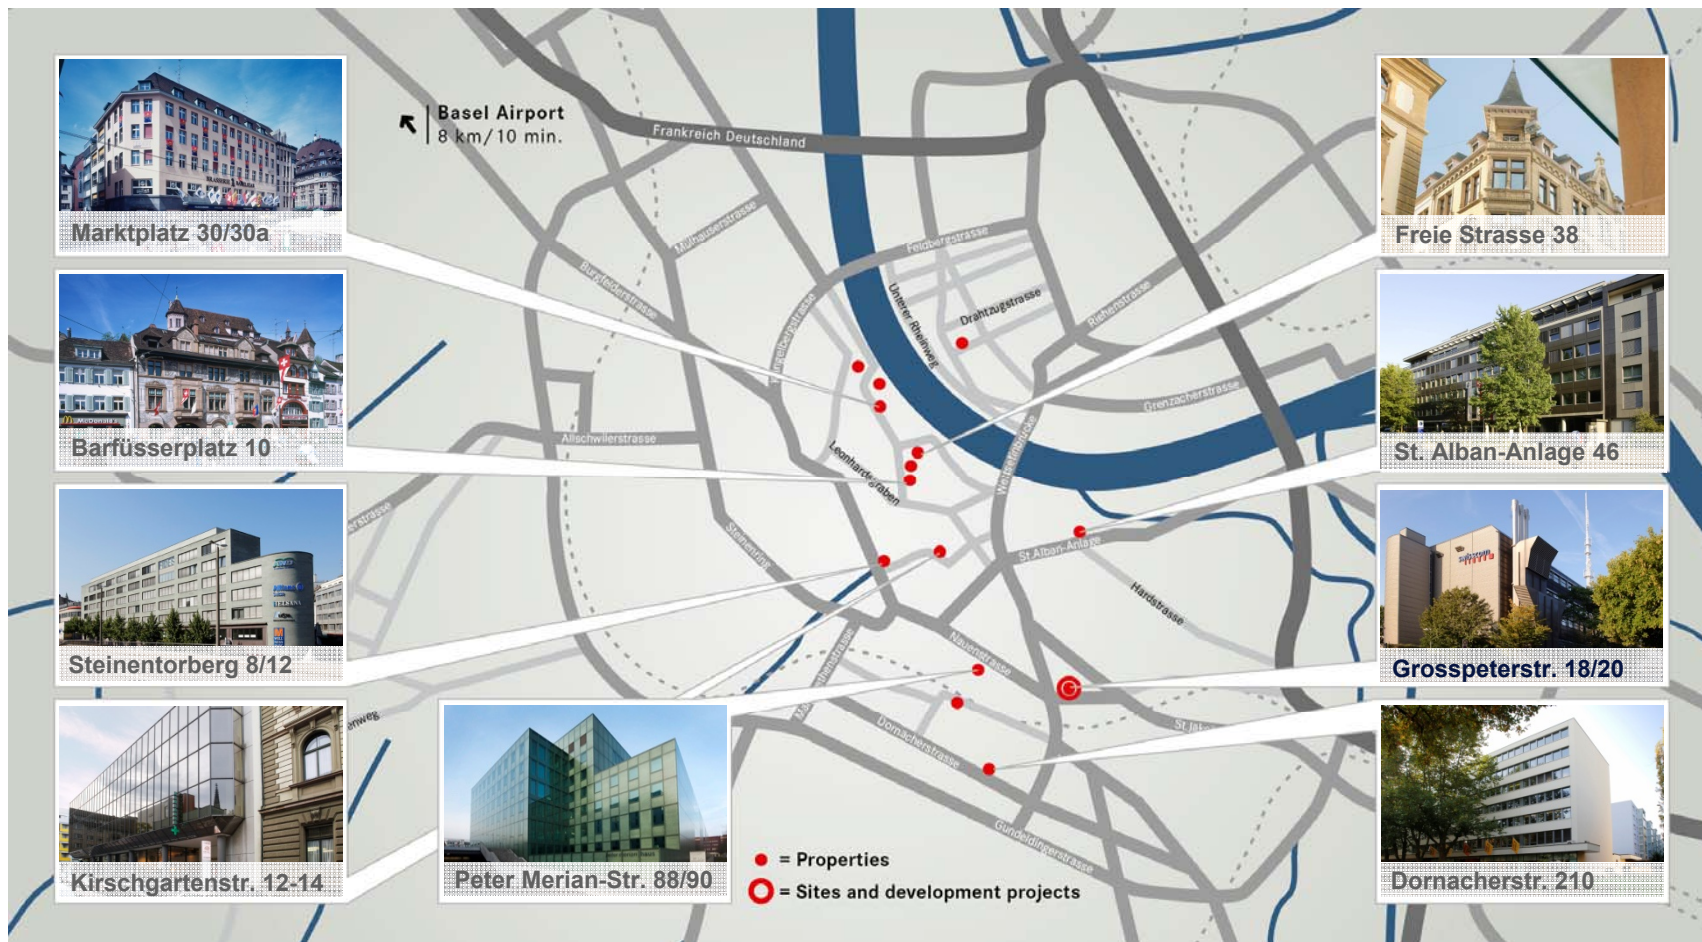 Basel Airport
8 km/10 min.
Frankreich Deutschland
Marktplatz 30/30a
Freie Strasse 38
Mülhauserstrasse
Feldbergstrasse
Burgfelderstrasse
Unterer Rheinweg
Drahtzugstrasse
Riehenstrasse
McDonald's
Barfüsserplatz 10
Allschwilerstrasse
Leonhardsgraben
Grenzacherstrasse
St. Alban-Anlage 46
Steinenring
St.Alban-Anlage
Hardstrasse
swisscom
Steinentorberg 8/12
Grosspeterstr. 18/20
Nauenstrasse
Dornacherstrasse
Gundeldingerstrasse
Kirschgartenstr. 12-14
Peter Merian-Str. 88/90
= Properties
= Sites and development projects
Dornacherstr. 210